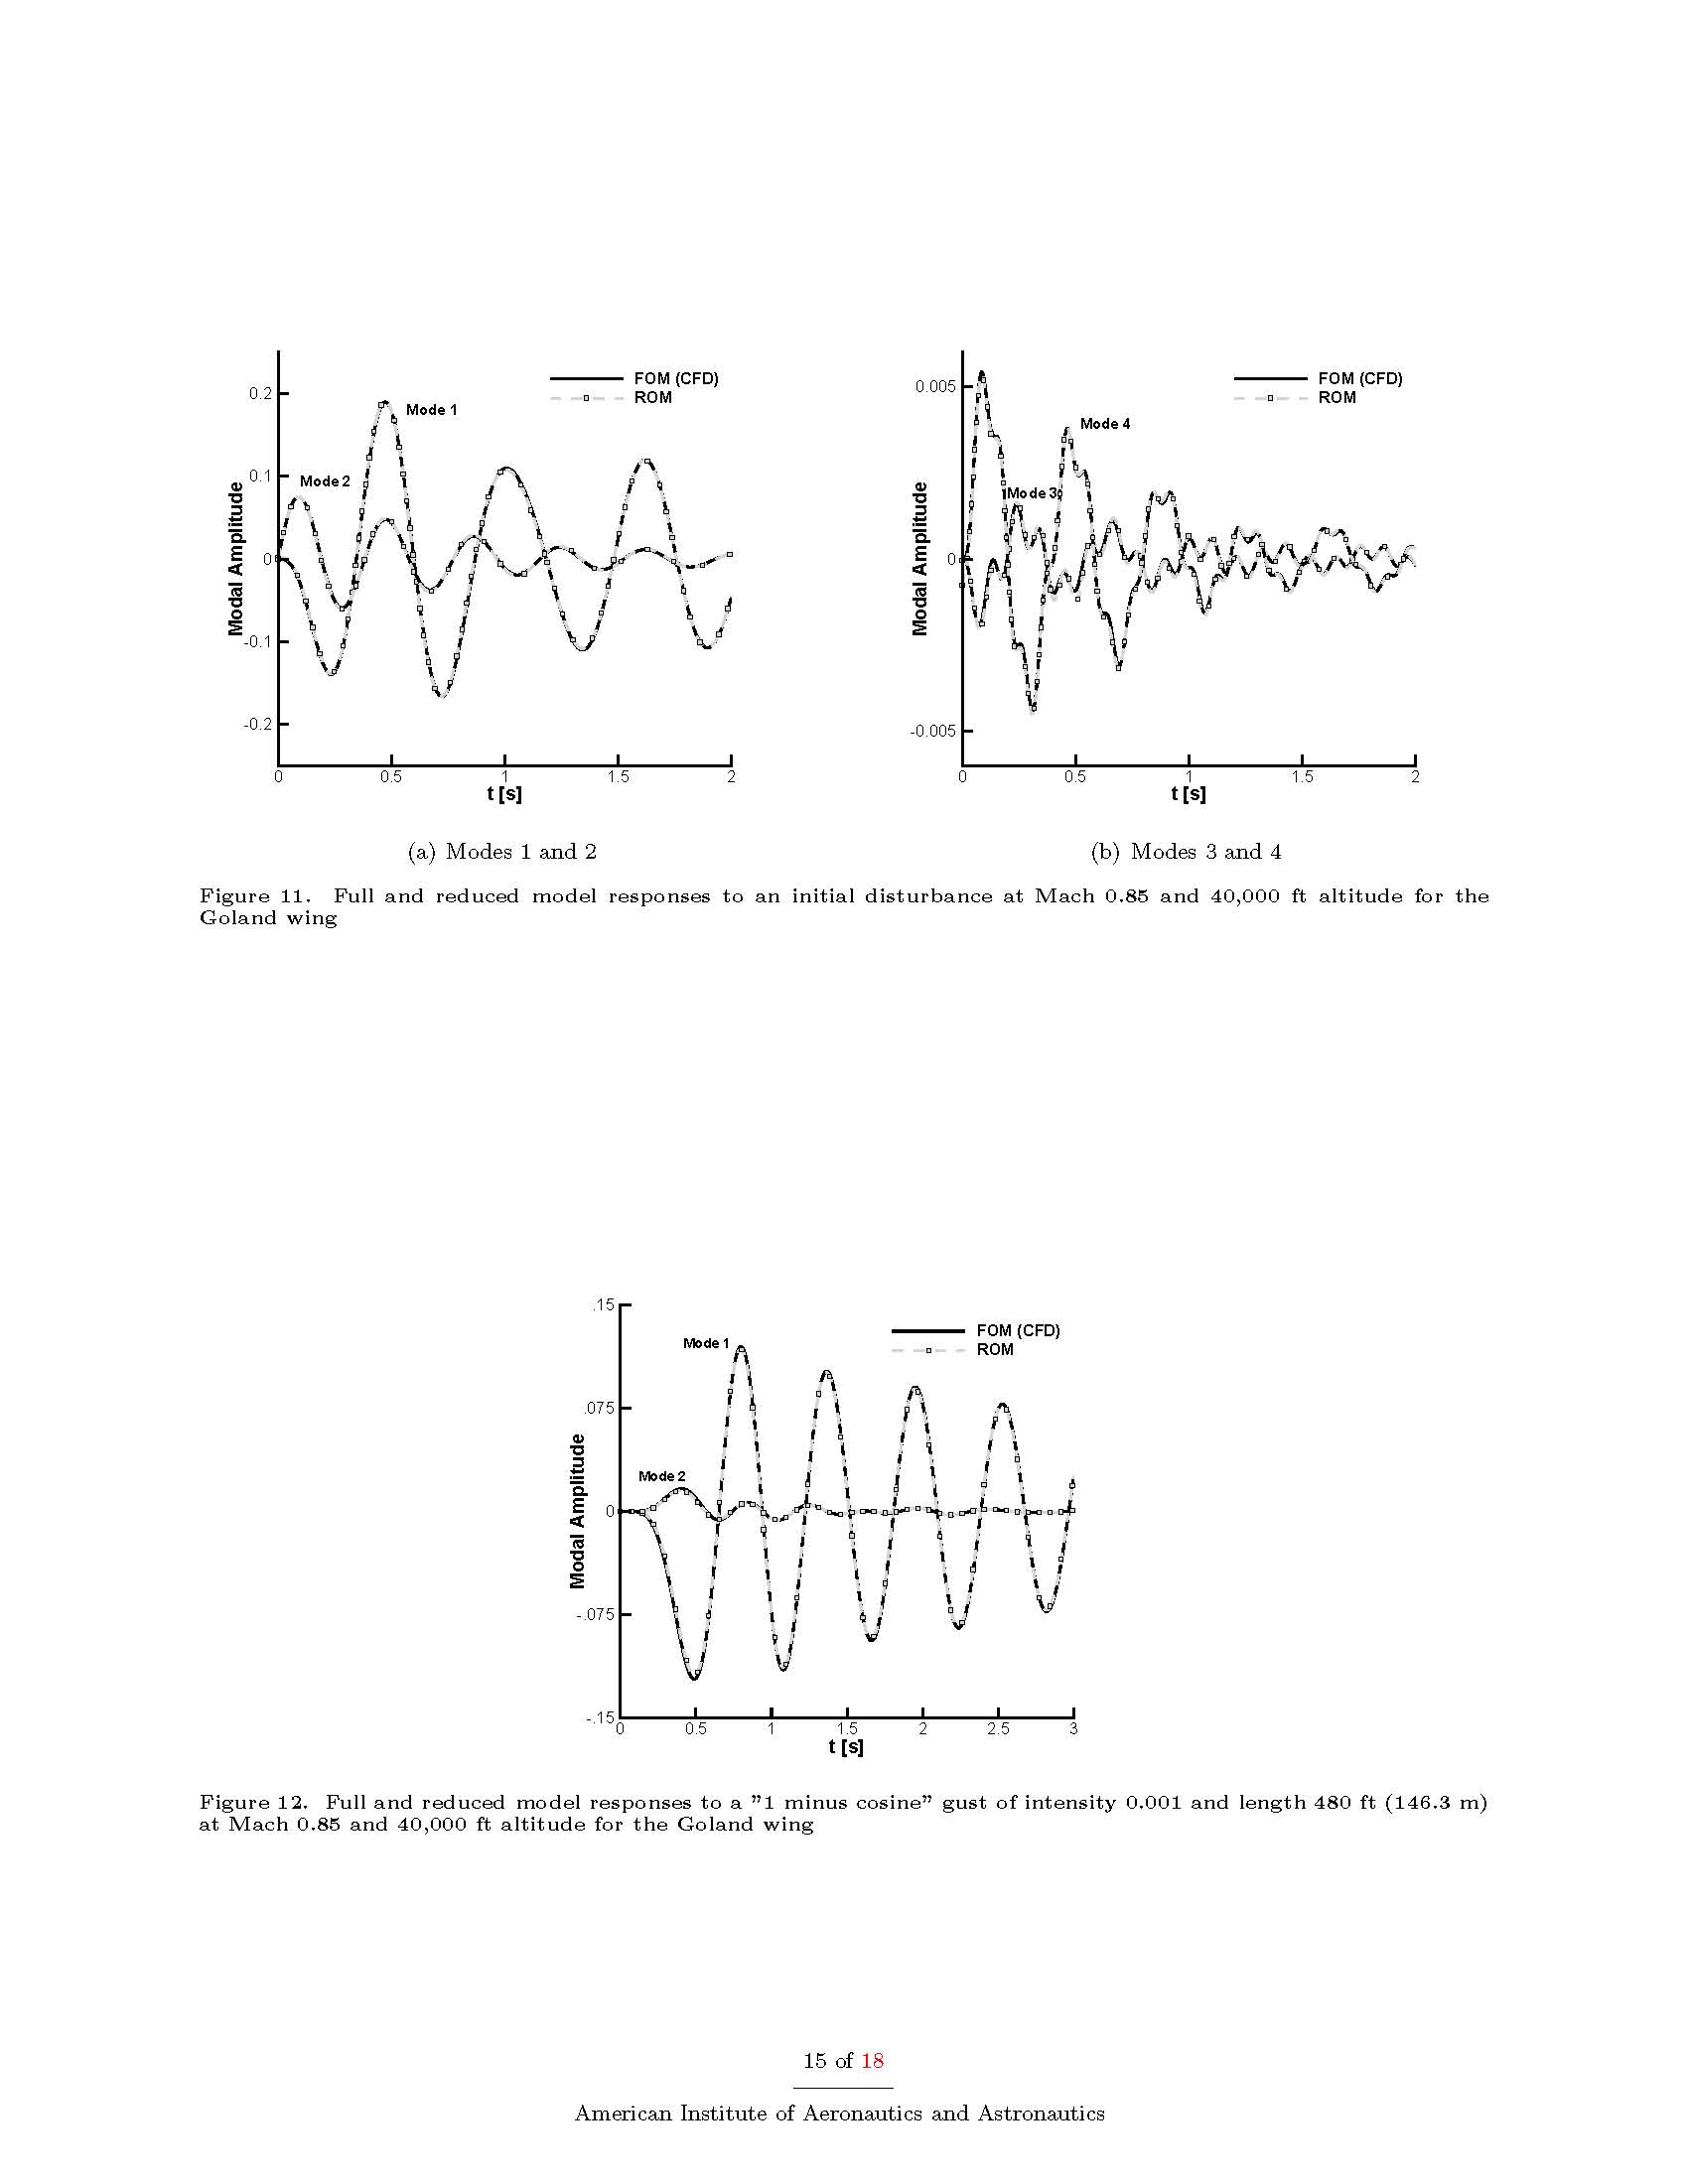 FOM (CFD)
ROM
Mode 1
Mode 2
Modal Amplitude
0.2
0.1
0
-0.1
-0.2
0
0.5
1
1.5
2
t [s]
(a) Modes 1 and 2
FOM (CFD)
ROM
Mode 4
Mode 3
Modal Amplitude
0.005
0
-0.005
0
0.5
1
1.5
2
t [s]
(b) Modes 3 and 4
Figure 11. Full and reduced model responses to an initial disturbance at Mach 0.85 and 40,000 ft altitude for the
Goland wing
FOM (CFD)
ROM
Mode 1
Mode 2
Modal Amplitude
.15
.075
0
-.075
-.15
0
0.5
1
1.5
2
2.5
3
t [s]
Figure 12. Full and reduced model responses to a ”1 minus cosine” gust of intensity 0.001 and length 480 ft (146.3 m)
at Mach 0.85 and 40,000 ft altitude for the Goland wing
15 of 18
American Institute of Aeronautics and Astronautics